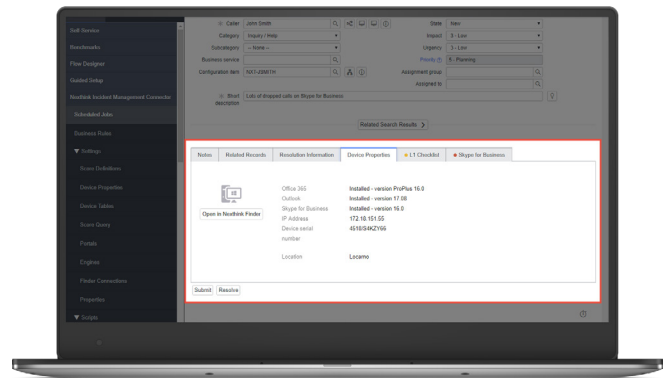 Self Service
Benchmarks
Flow Designer
Guided Setup
Nexthink Incident Management Connector
Scheduled Jobs
Business Rules
Settings
Score Definitions
Device Properties
Device Tables
Score Query
Portals
Engines
Finder Connections
Properties
Scripts
Caller John Smith State New
Category Inquiry / Help Impact 3 - Low
Subcategory -- None -- Urgency 3 - Low
Business service Priority 5 - Planning
Configuration item Assignment group
Assigned to
Short description Lots of dropped calls on Skype for Business
Related Search Results
Notes Related Records Resolution Information Device Properties L1 Checklist Skype for Business
Open in Nexthink Finder
Office 365 Installed - version ProPlus 16.0
Outlook Installed - version 17.08
Skype for Business Installed - version 16.0
IP Address 172.18.151.55
Device serial number 4518/S4KZY66
Location Locarno
Submit Resolve